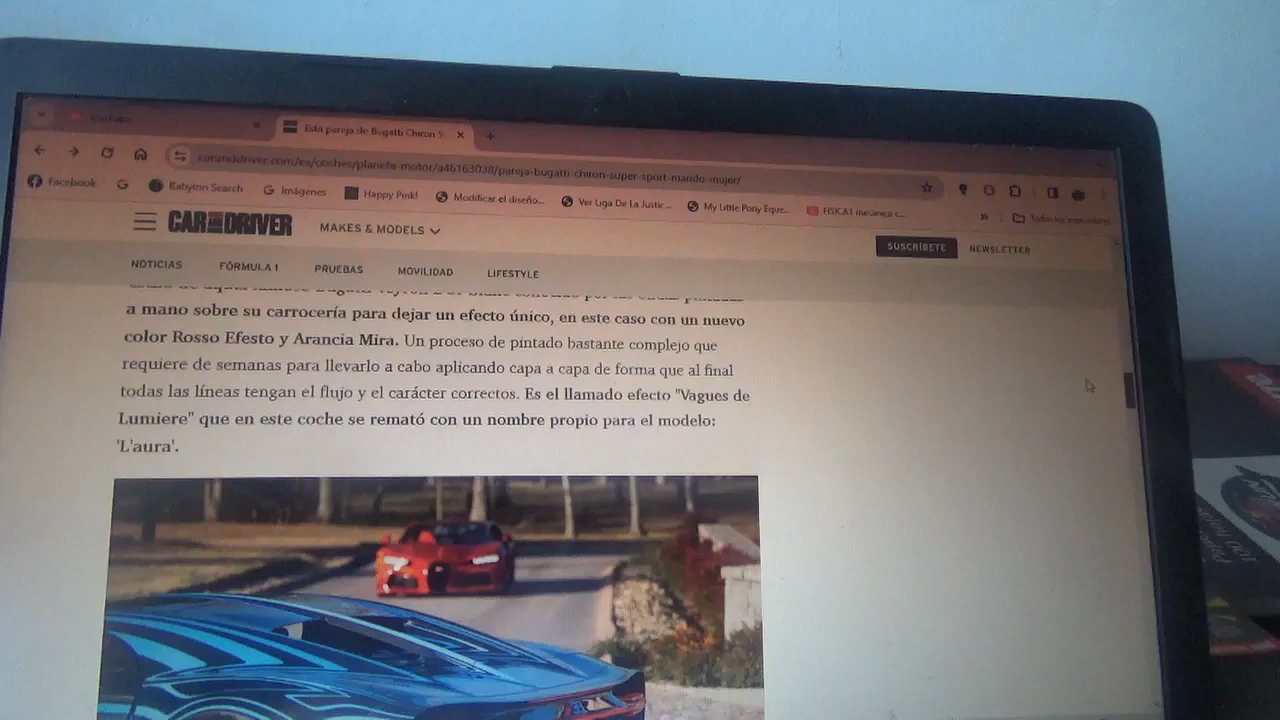 Esta pareja de Bugatti Chiron S
caranddriver.com/es/coches/planeta-motor/a46163038/pareja-bugatti-chiron-super-sport-marido-mujer/
Facebook
Babylon Search
Imágenes
Happy Pink!
Modificar el diseño...
Ver Liga De La Justic...
My Little Pony Eque...
FISICA1 mecanica c...
»
Todos los marcadores
CAR AND DRIVER
MAKES & MODELS
SUSCRÍBETE
NEWSLETTER
NOTICIAS
FÓRMULA 1
PRUEBAS
MOVILIDAD
LIFESTYLE
a mano sobre su carrocería para dejar un efecto único, en este caso con un nuevo
color Rosso Efesto y Arancia Mira. Un proceso de pintado bastante complejo que
requiere de semanas para llevarlo a cabo aplicando capa a capa de forma que al final
todas las líneas tengan el flujo y el carácter correctos. Es el llamado efecto "Vagues de
Lumiere" que en este coche se remató con un nombre propio para el modelo:
'L'aura'.